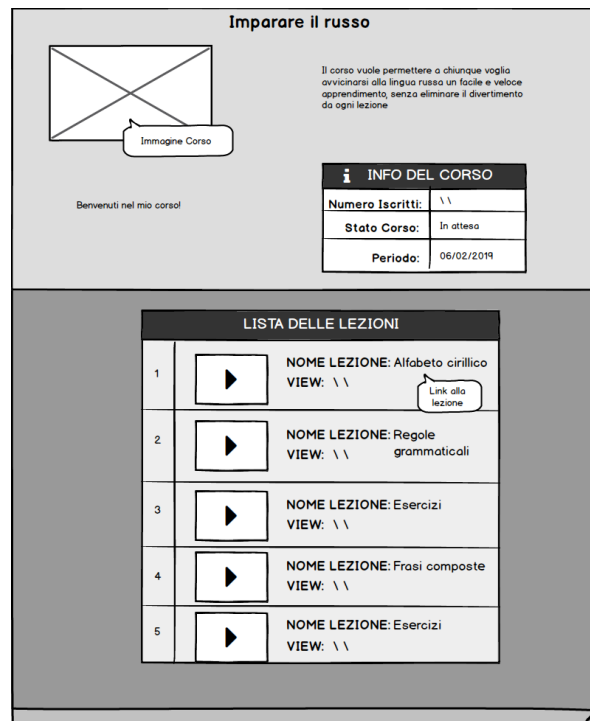 Imparare il russo
Il corso vuole permettere a chiunque voglia
avvicinarsi alla lingua russa un facile e veloce
apprendimento, senza eliminare il divertimento
da ogni lezione
Immagine Corso
Benvenuti nel mio corso!
i INFO DEL CORSO
Numero Iscritti: \ \
Stato Corso: In attesa
Periodo: 06/02/2019
LISTA DELLE LEZIONI
1
NOME LEZIONE: Alfabeto cirillico
VIEW: \ \
Link alla
lezione
2
NOME LEZIONE: Regole
grammaticali
VIEW: \ \
3
NOME LEZIONE: Esercizi
VIEW: \ \
4
NOME LEZIONE: Frasi composte
VIEW: \ \
5
NOME LEZIONE: Esercizi
VIEW: \ \